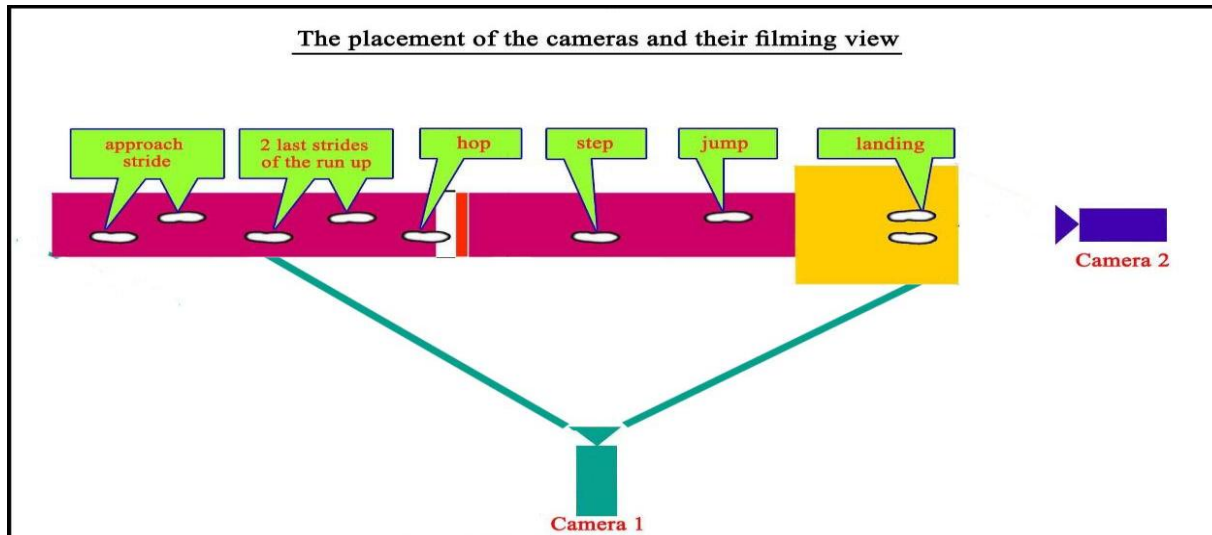 The placement of the cameras and their filming view
approach
stride
2 last strides
of the run up
hop
step
jump
landing
Camera 2
Camera 1